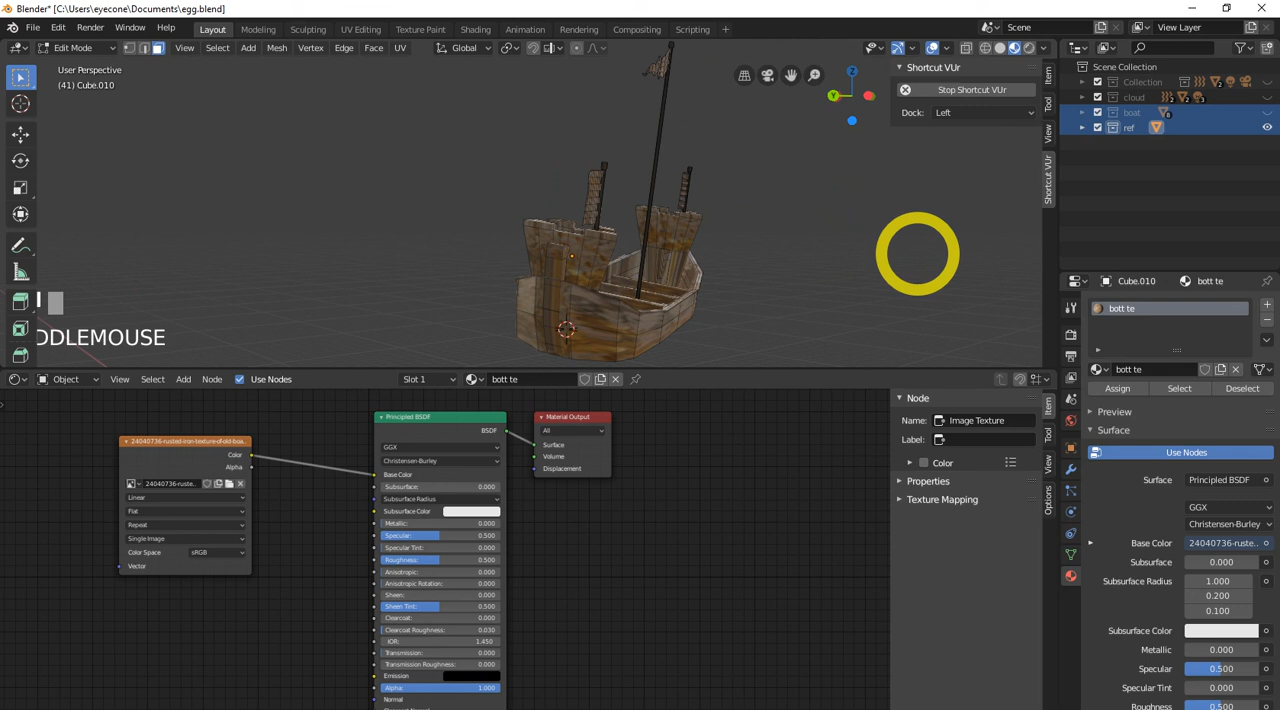 Blender* [C:\Users\eyecone\Documents\egg.blend]
File Edit Render Window Help Layout Modeling Sculpting UV Editing Texture Paint Shading Animation Rendering Compositing Scripting + Scene View Layer
Edit Mode View Select Add Mesh Vertex Edge Face UV Global
User Perspective
(41) Cube.010
DDLEMOUSE
Shortcut VUr
Stop Shortcut VUr
Dock: Left
Item
Tool
View
Shortcut VUr
Scene Collection
Collection
cloud
boat
ref
Object View Select Add Node Use Nodes Slot 1 bott te
24040736-rusted-iron-texture-of-old-boa..
Color
Alpha
24040736-ruste..
Linear
Flat
Repeat
Single Image
Color Space sRGB
Vector
Principled BSDF
BSDF
GGX
Christensen-Burley
Base Color
Subsurface: 0.000
Subsurface Radius
Subsurface Color
Metallic: 0.000
Specular: 0.500
Specular Tint: 0.000
Roughness: 0.500
Anisotropic: 0.000
Anisotropic Rotation: 0.000
Sheen: 0.000
Sheen Tint: 0.500
Clearcoat: 0.000
Clearcoat Roughness: 0.030
IOR: 1.450
Transmission: 0.000
Transmission Roughness: 0.000
Emission
Alpha: 1.000
Normal
Material Output
All
Surface
Volume
Displacement
Node
Name: Image Texture
Label:
Color
Properties
Texture Mapping
Item
Tool
View
Options
Cube.010 bott te
bott te
bott te
Assign Select Deselect
Preview
Surface
Use Nodes
Surface Principled BSDF
GGX
Christensen-Burley
Base Color 24040736-ruste..
Subsurface 0.000
Subsurface Radius 1.000
0.200
0.100
Subsurface Color
Metallic 0.000
Specular 0.500
Specular Tint 0.000
Roughness 0.500